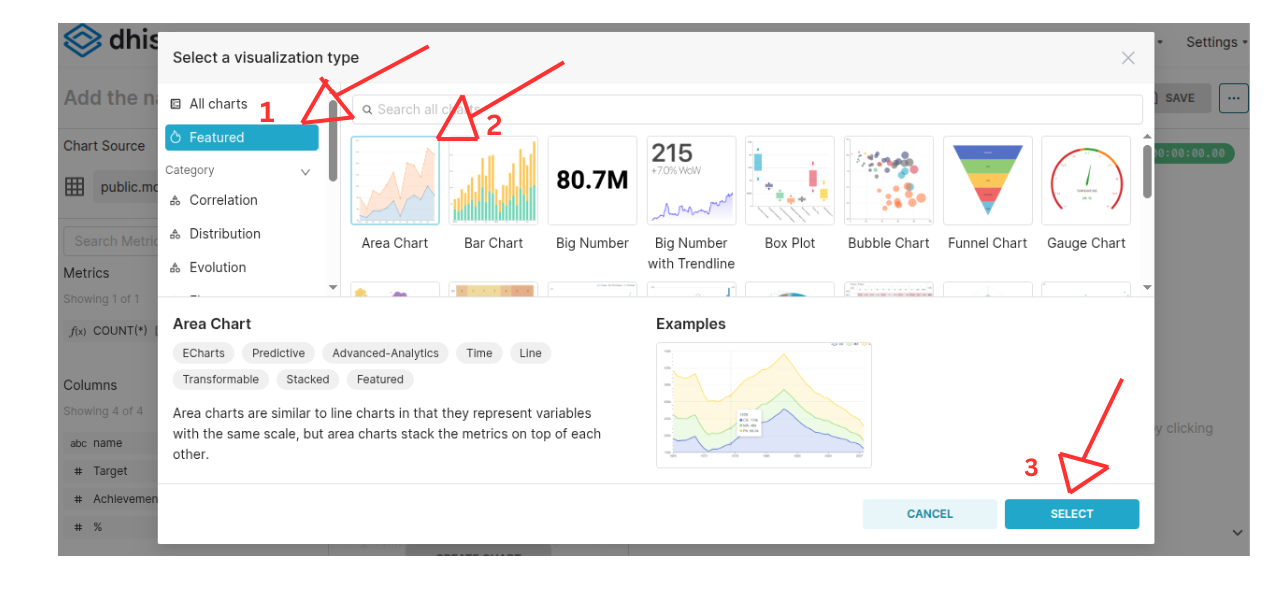 dhis
Settings
Select a visualization type
Add the n
SAVE
All charts
1
Featured
Search all charts
2
Chart Source
public.mo
Search Metric
Metrics
Showing 1 of 1
f(x) COUNT(*)
Columns
Showing 4 of 4
abc name
# Target
# Achievemen
# %
Category
Correlation
Distribution
Evolution
80.7M
215
+7.0% WoW
00:00:00.00
Area Chart
Bar Chart
Big Number
Big Number
with Trendline
Box Plot
Bubble Chart
Funnel Chart
Gauge Chart
Area Chart
ECharts
Predictive
Advanced-Analytics
Time
Line
Transformable
Stacked
Featured
Area charts are similar to line charts in that they represent variables
with the same scale, but area charts stack the metrics on top of each
other.
Examples
y clicking
3
CANCEL
SELECT
CREATE CHART